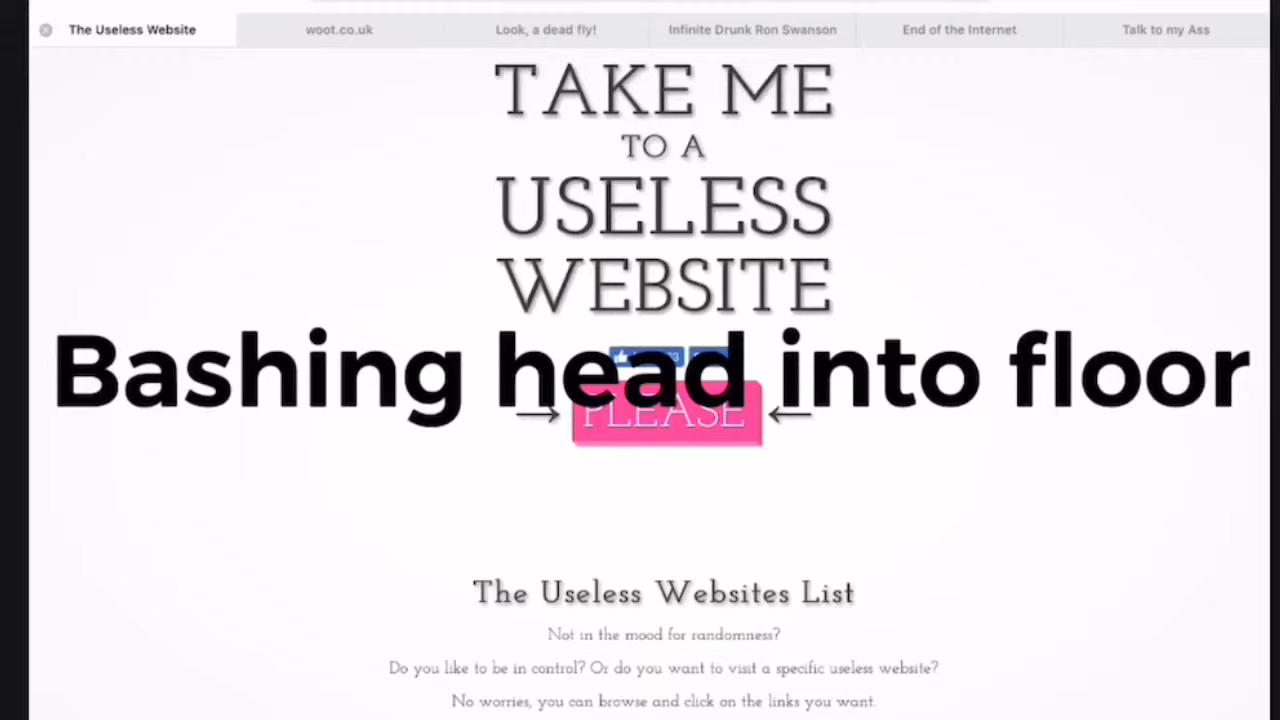 The Useless Website woot.co.uk Look, a dead fly! Infinite Drunk Ron Swanson End of the Internet Talk to my Ass
TAKE ME
TO A
USELESS
WEBSITE
Bashing head into floor
→ PLEASE ←
The Useless Websites List
Not in the mood for randomness?
Do you like to be in control? Or do you want to visit a specific useless website?
No worries, you can browse and click on the links you want.